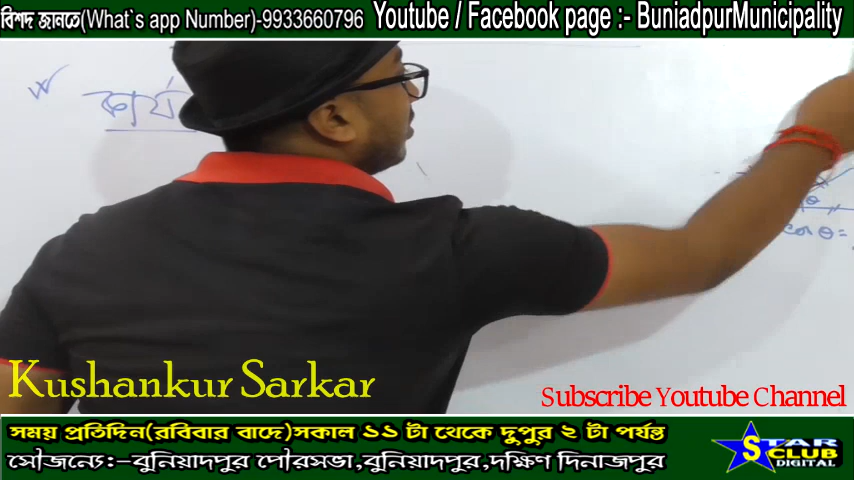 বিশদ জানতে(What`s app Number)-9933660796 Youtube / Facebook page :- BuniadpurMunicipality
কার্য
θ
θ=
Kushankur Sarkar
Subscribe Youtube Channel
সময় প্রতিদিন(রবিবার বাদে)সকাল ১১ টা থেকে দুপুর ২ টা পর্যন্ত
সৌজন্যে:-বুনিয়াদপুর পৌরসভা,বুনিয়াদপুর,দক্ষিণ দিনাজপুর
STAR
CLUB
DIGITAL